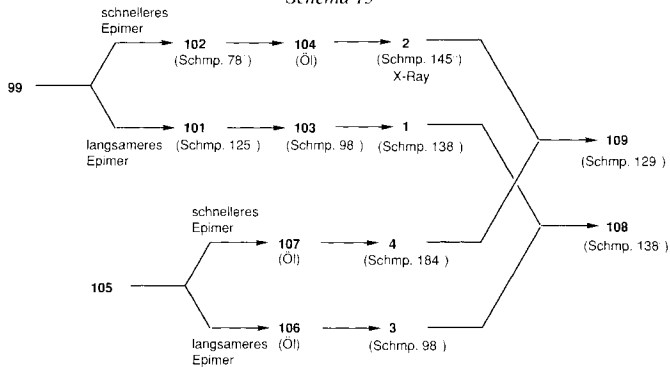 Schema 15
schnelleres
Epimer
102
(Schmp. 78°)
104
(Öl)
2
(Schmp. 145°)
X-Ray
99
langsameres
Epimer
101
(Schmp. 125°)
103
(Schmp. 98°)
1
(Schmp. 138°)
109
(Schmp. 129°)
schnelleres
Epimer
107
(Öl)
4
(Schmp. 184°)
108
(Schmp. 138°)
105
langsameres
Epimer
106
(Öl)
3
(Schmp. 98°)